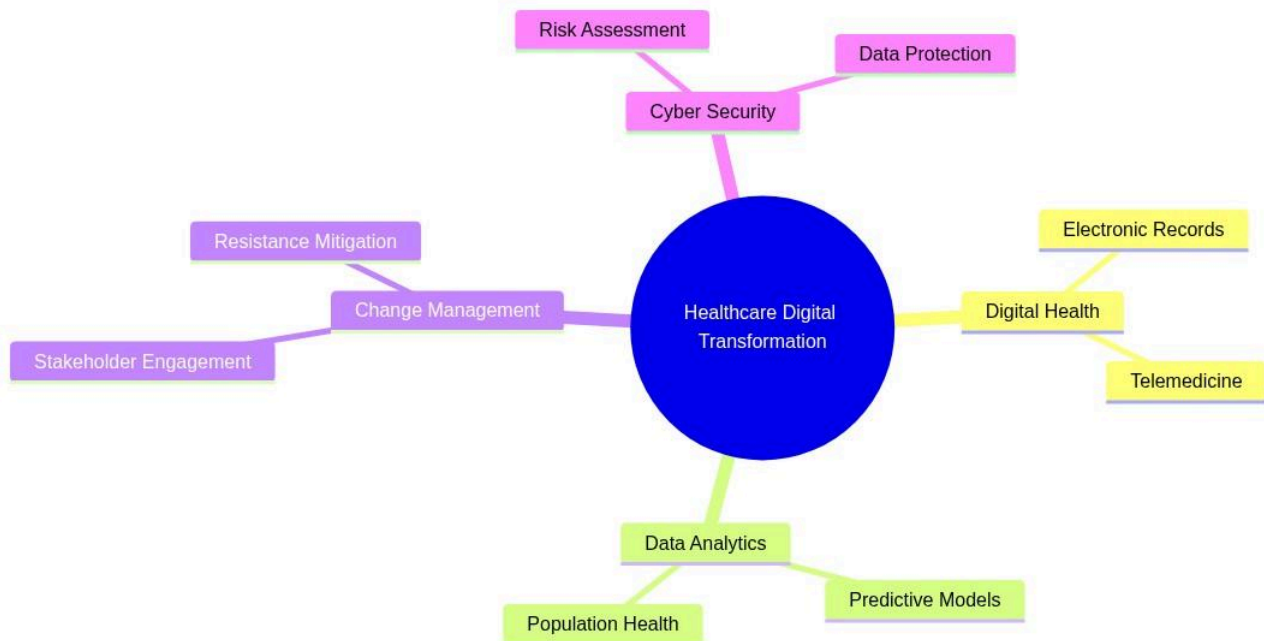 Risk Assessment
Data Protection
Cyber Security
Electronic Records
Resistance Mitigation
Change Management
Healthcare Digital
Transformation
Digital Health
Stakeholder Engagement
Telemedicine
Data Analytics
Predictive Models
Population Health